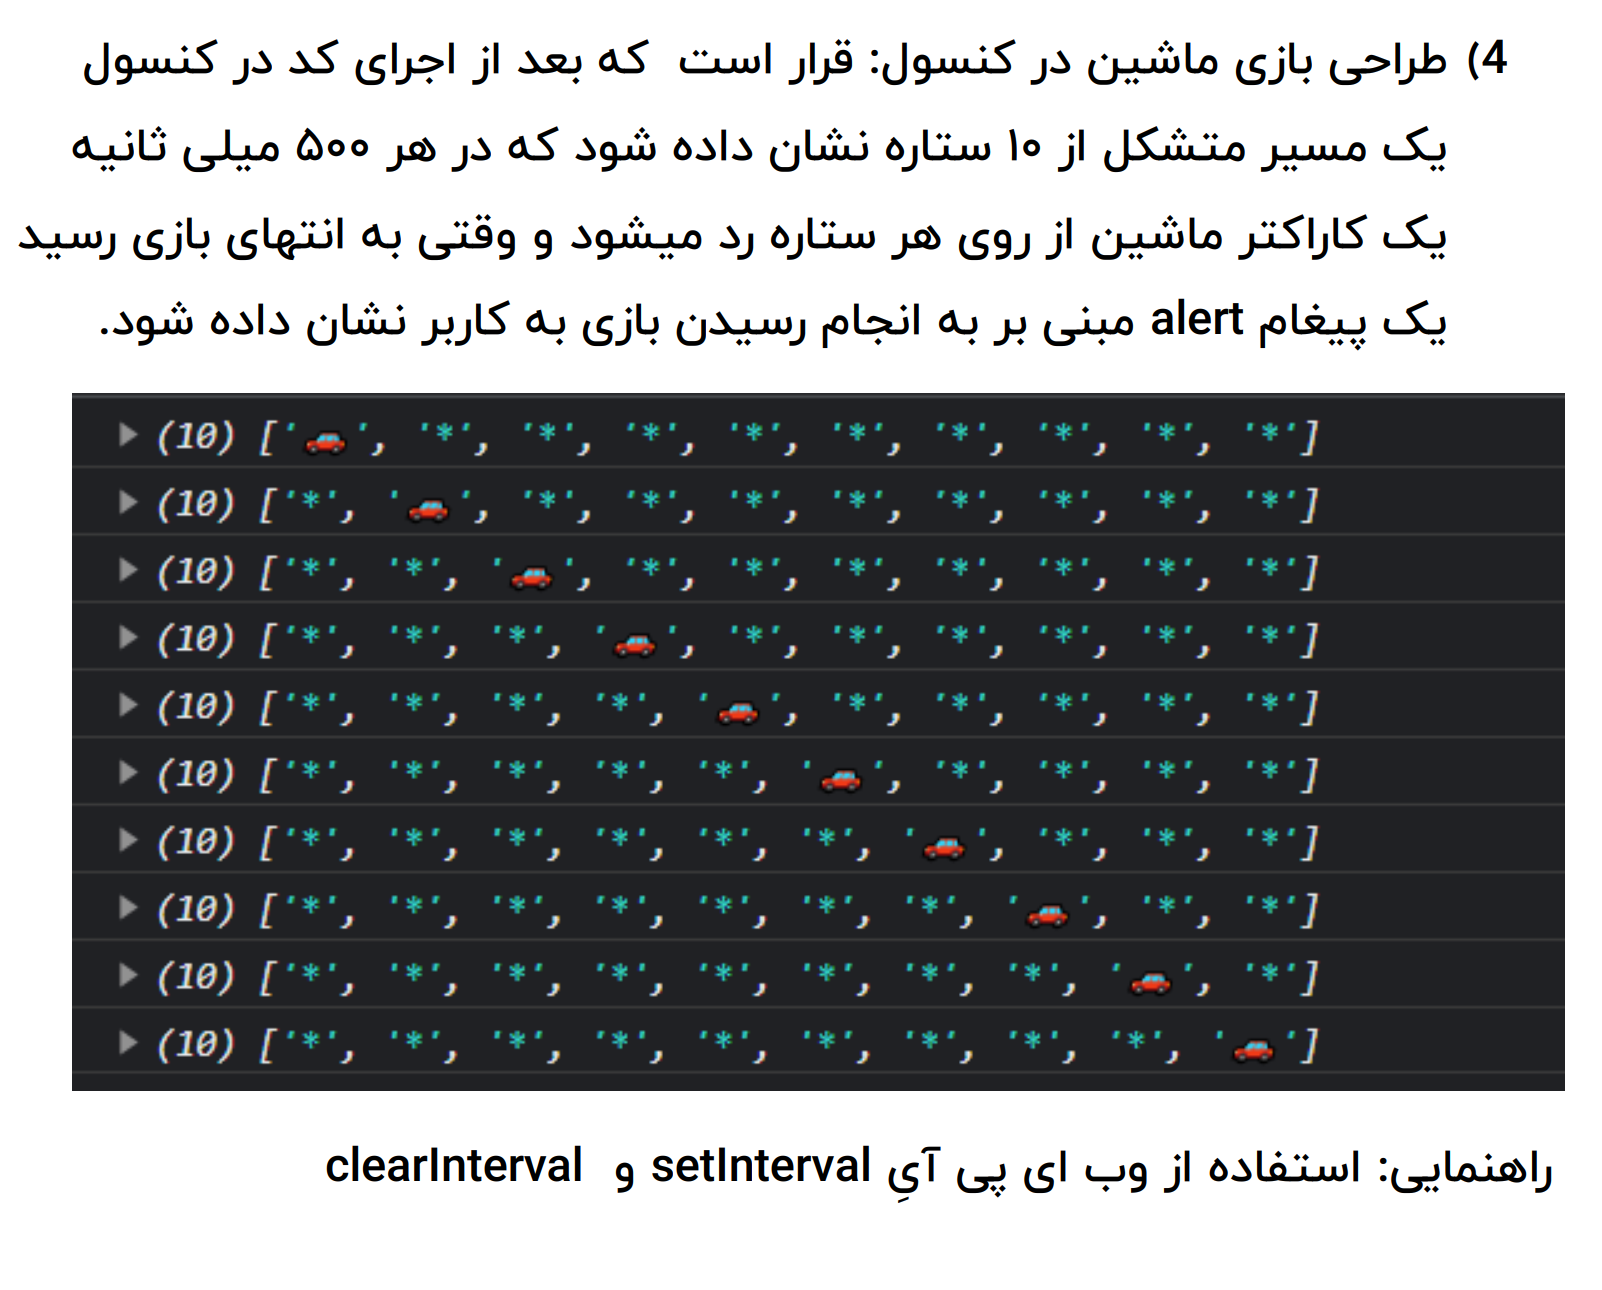 4) طراحی بازی ماشین در کنسول: قرار است که بعد از اجرای کد در کنسول
یک مسیر متشکل از ۱۰ ستاره نشان داده شود که در هر ۵۰۰ میلی ثانیه
یک کاراکتر ماشین از روی هر ستاره رد میشود و وقتی به انتهای بازی رسید
یک پیغام alert مبنی بر به انجام رسیدن بازی به کاربر نشان داده شود.
▶ (10) ['🚗', '*', '*', '*', '*', '*', '*', '*', '*', '*']
▶ (10) ['*', '🚗', '*', '*', '*', '*', '*', '*', '*', '*']
▶ (10) ['*', '*', '🚗', '*', '*', '*', '*', '*', '*', '*']
▶ (10) ['*', '*', '*', '🚗', '*', '*', '*', '*', '*', '*']
▶ (10) ['*', '*', '*', '*', '🚗', '*', '*', '*', '*', '*']
▶ (10) ['*', '*', '*', '*', '*', '🚗', '*', '*', '*', '*']
▶ (10) ['*', '*', '*', '*', '*', '*', '🚗', '*', '*', '*']
▶ (10) ['*', '*', '*', '*', '*', '*', '*', '🚗', '*', '*']
▶ (10) ['*', '*', '*', '*', '*', '*', '*', '*', '🚗', '*']
▶ (10) ['*', '*', '*', '*', '*', '*', '*', '*', '*', '🚗']
راهنمایی: استفاده از وب ای پی آیِ setInterval و clearInterval